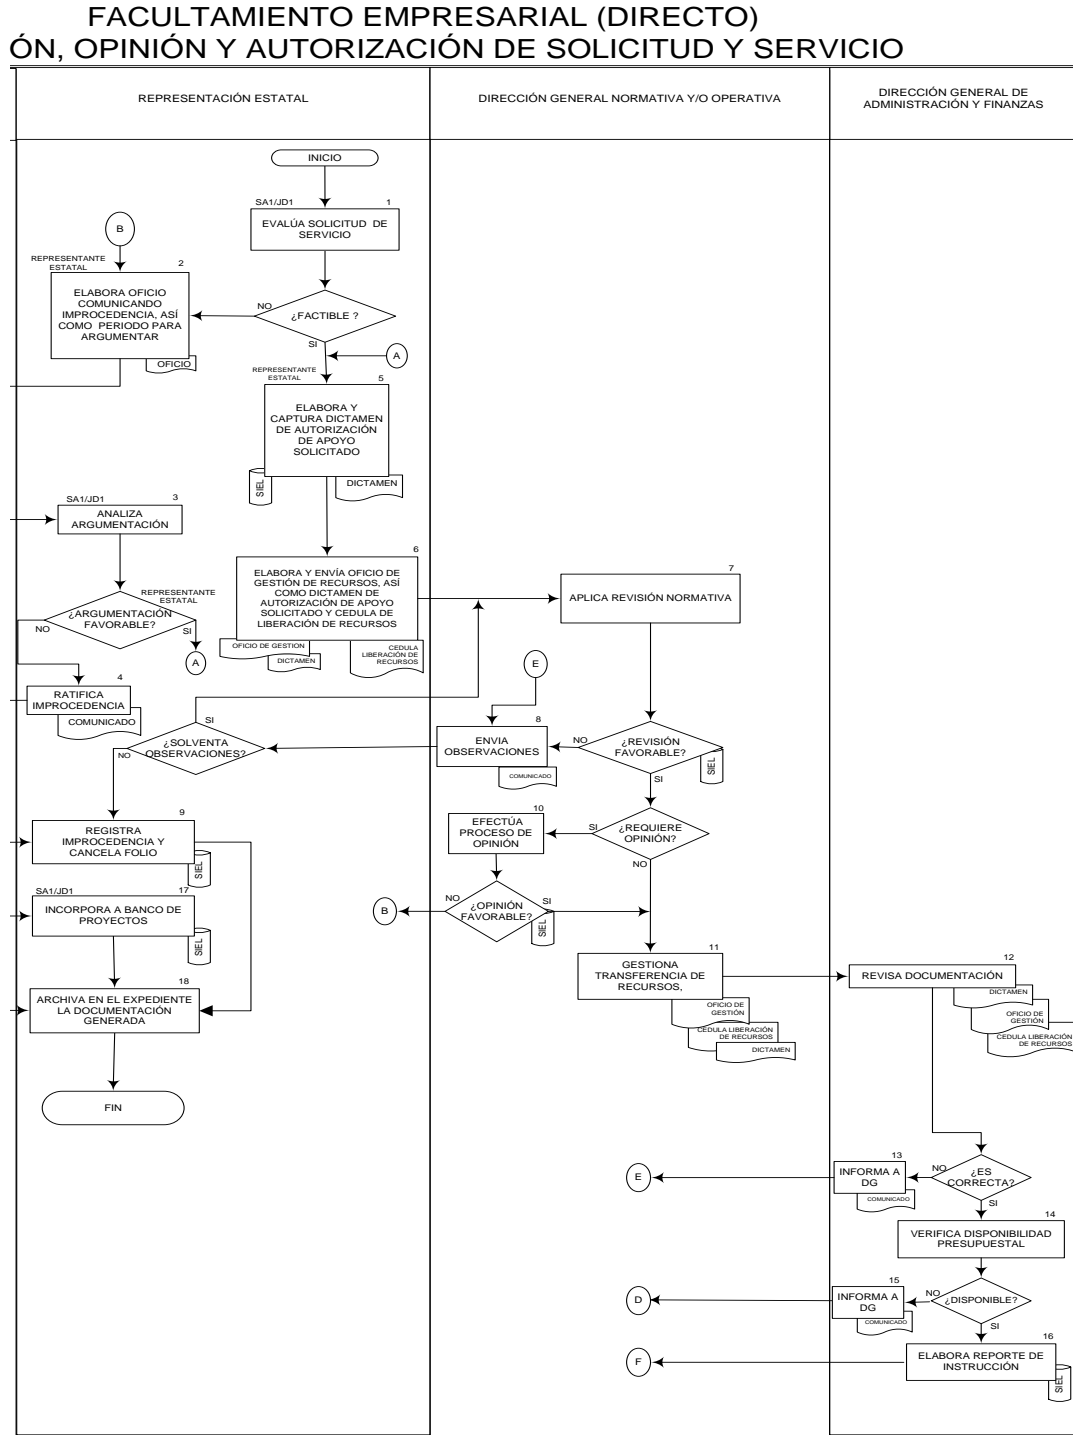 FACULTAMIENTO EMPRESARIAL (DIRECTO)
ÓN, OPINIÓN Y AUTORIZACIÓN DE SOLICITUD Y SERVICIO
REPRESENTACIÓN ESTATAL
DIRECCIÓN GENERAL NORMATIVA Y/O OPERATIVA
DIRECCIÓN GENERAL DE
ADMINISTRACIÓN Y FINANZAS
INICIO
SA1/JD1
1
EVALÚA SOLICITUD DE
SERVICIO
B
REPRESENTANTE
ESTATAL
2
ELABORA OFICIO
COMUNICANDO
IMPROCEDENCIA, ASÍ
COMO PERIODO PARA
ARGUMENTAR
OFICIO
NO
¿FACTIBLE ?
SI
A
REPRESENTANTE
ESTATAL
5
ELABORA Y
CAPTURA DICTAMEN
DE AUTORIZACIÓN
DE APOYO
SOLICITADO
SIEL
DICTAMEN
SA1/JD1
3
ANALIZA
ARGUMENTACIÓN
REPRESENTANTE
ESTATAL
¿ARGUMENTACIÓN
FAVORABLE?
NO
SI
A
6
ELABORA Y ENVÍA OFICIO DE
GESTIÓN DE RECURSOS, ASÍ
COMO DICTAMEN DE
AUTORIZACIÓN DE APOYO
SOLICITADO Y CEDULA DE
LIBERACIÓN DE RECURSOS
OFICIO DE GESTION
DICTAMEN
CEDULA
LIBERACIÓN DE
RECURSOS
7
APLICA REVISIÓN NORMATIVA
E
4
RATIFICA
IMPROCEDENCIA
COMUNICADO
SI
¿SOLVENTA
OBSERVACIONES?
NO
8
ENVIA
OBSERVACIONES
COMUNICADO
NO
¿REVISIÓN
FAVORABLE?
SIEL
SI
9
REGISTRA
IMPROCEDENCIA Y
CANCELA FOLIO
SIEL
10
EFECTÚA
PROCESO DE
OPINIÓN
SI
¿REQUIERE
OPINIÓN?
NO
SA1/JD1
17
INCORPORA A BANCO DE
PROYECTOS
SIEL
B
NO
¿OPINIÓN
FAVORABLE?
SI
SIEL
18
ARCHIVA EN EL EXPEDIENTE
LA DOCUMENTACIÓN
GENERADA
11
GESTIONA
TRANSFERENCIA DE
RECURSOS,
OFICIO DE
GESTIÓN
CEDULA LIBERACIÓN
DE RECURSOS
DICTAMEN
12
REVISA DOCUMENTACIÓN
DICTAMEN
OFICIO DE
GESTIÓN
CEDULA LIBERACIÓN
DE RECURSOS
FIN
E
13
INFORMA A
DG
COMUNICADO
NO
¿ES
CORRECTA?
SI
14
VERIFICA DISPONIBILIDAD
PRESUPUESTAL
D
15
INFORMA A
DG
COMUNICADO
NO
¿DISPONIBLE?
SI
F
16
ELABORA REPORTE DE
INSTRUCCIÓN
SIEL